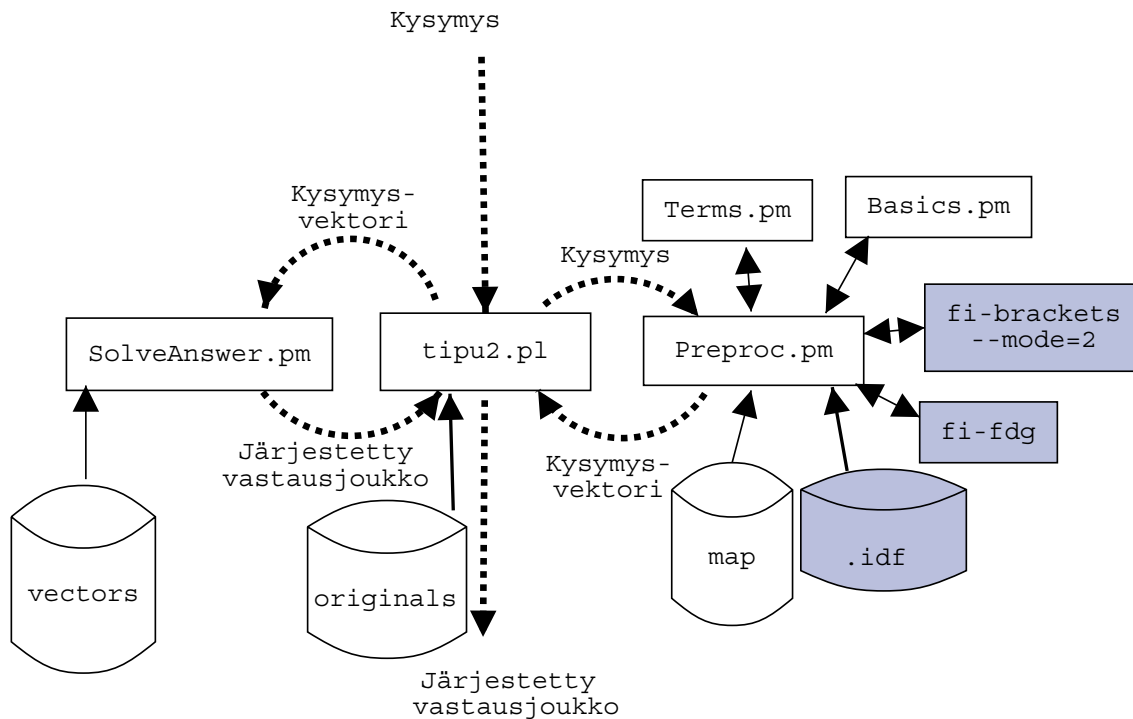 Kysymys
Kysymys-
vektori
Terms.pm
Basics.pm
Kysymys
fi-brackets
--mode=2
SolveAnswer.pm
tipu2.pl
Preproc.pm
fi-fdg
Järjestetty
vastausjoukko
Kysymys-
vektori
vectors
originals
map
.idf
Järjestetty
vastausjoukko